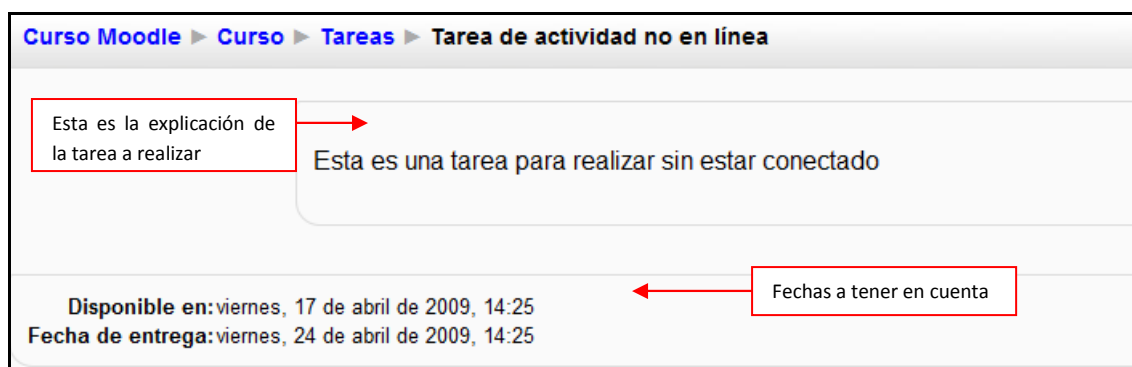 Curso Moodle ► Curso ► Tareas ► Tarea de actividad no en línea
Esta es la explicación de
la tarea a realizar
Esta es una tarea para realizar sin estar conectado
Fechas a tener en cuenta
Disponible en: viernes, 17 de abril de 2009, 14:25
Fecha de entrega: viernes, 24 de abril de 2009, 14:25